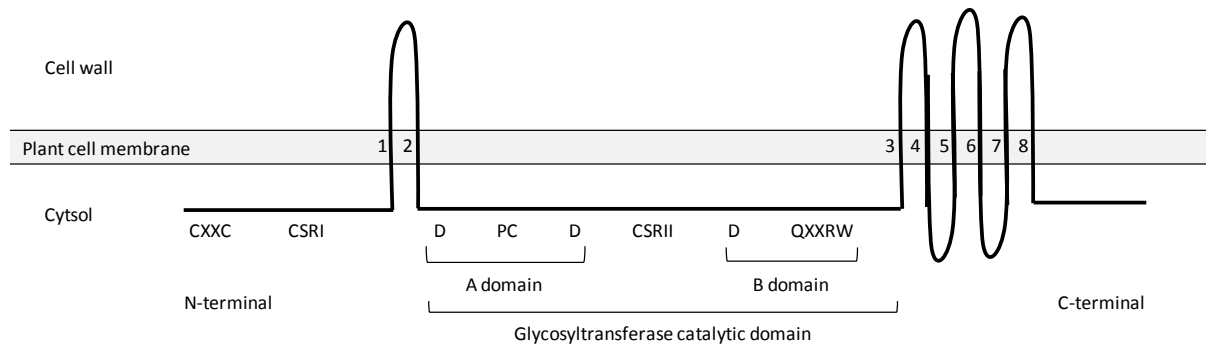 Cell wall
Plant cell membrane 1 2 3 4 5 6 7 8
Cytsol
CXXC CSRI D PC D CSRII D QXXRW
A domain B domain
N-terminal C-terminal
Glycosyltransferase catalytic domain